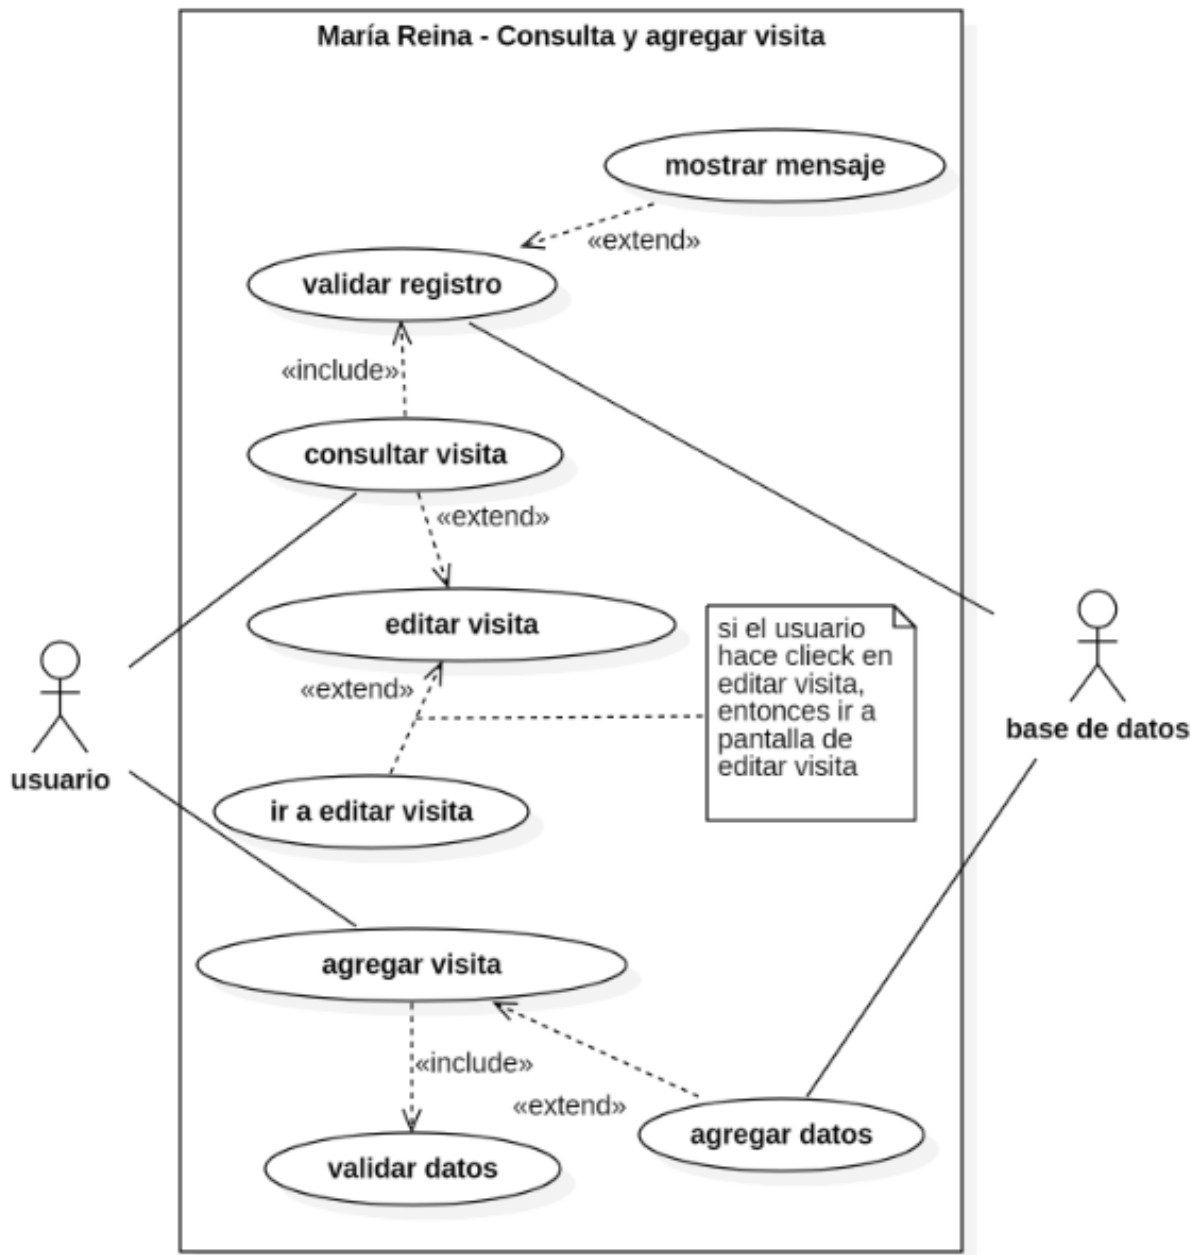 María Reina - Consulta y agregar visita
mostrar mensaje
«extend»
validar registro
«include»
consultar visita
«extend»
editar visita
«extend»
si el usuario
hace clieck en
editar visita,
entonces ir a
pantalla de
editar visita
base de datos
usuario
ir a editar visita
agregar visita
«include»
«extend»
agregar datos
validar datos